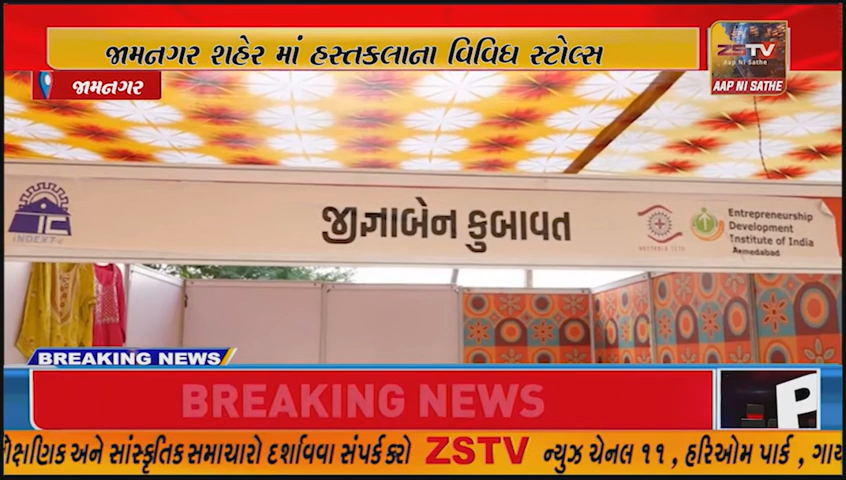 જામનગર શહેર માં હસ્તકલાના વિવિધ સ્ટોલ્સ
ZSTV
Aap Ni Sathe
AAP NI SATHE
જામનગર
જીજ્ઞાબેન કુબાવત
iNDEXT-C
Entrepreneurship
Development
Institute of India
BREAKING NEWS
BREAKING NEWS
P
ૈક્ષણિક અને સાંસ્કૃતિક સમાચારો દર્શાવવા સંપર્ક કરો ZSTV ન્યુઝ ચેનલ ૧૧ , હરિઓમ પાર્ક , ગા